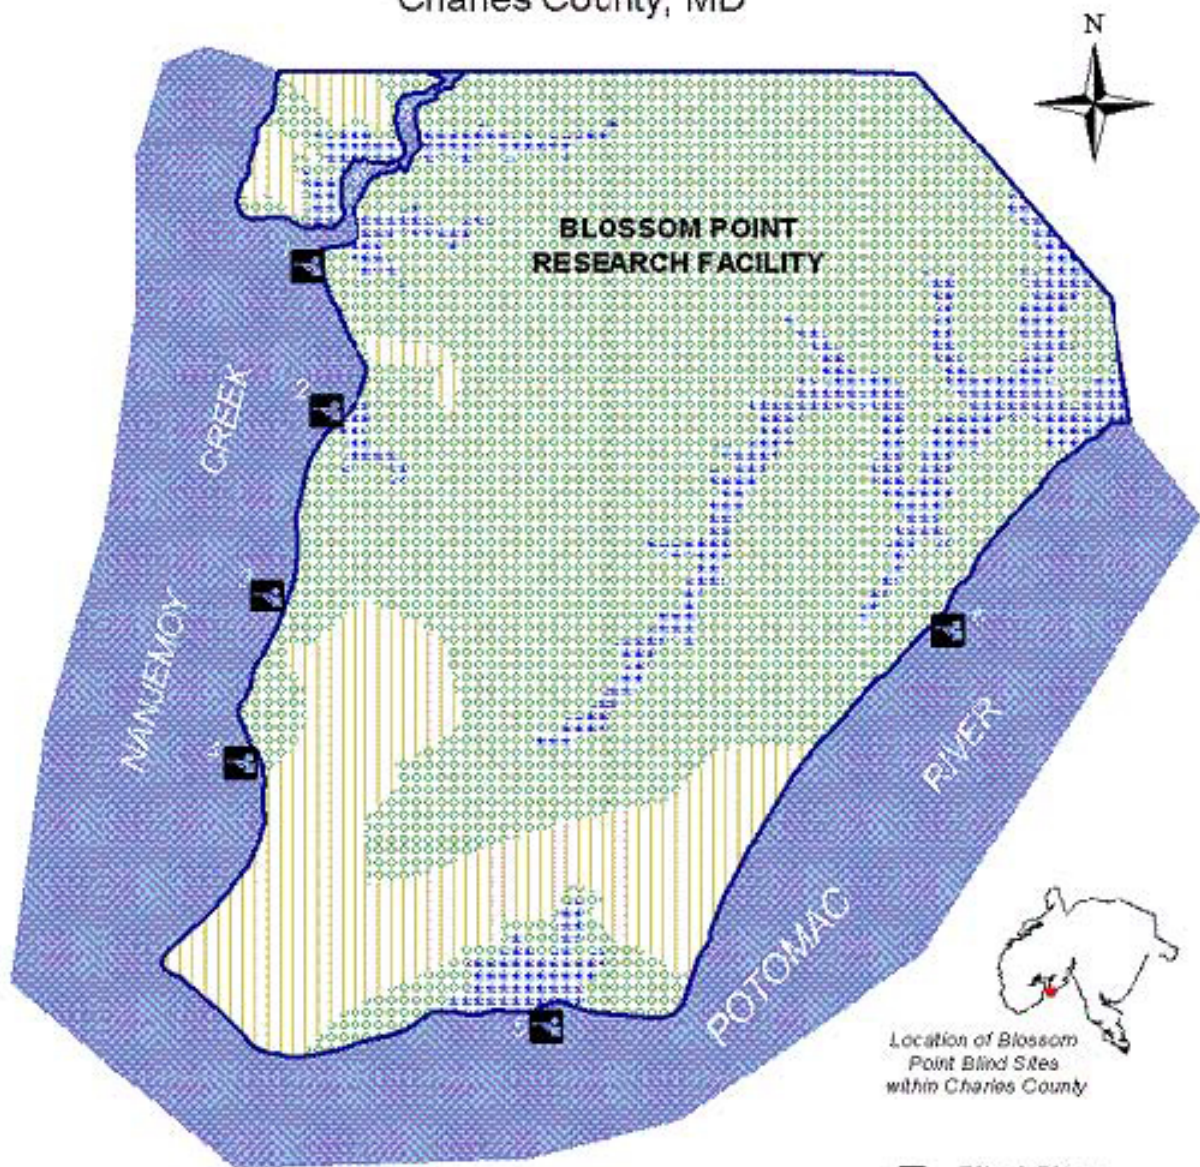 Charles County, MD
N
BLOSSOM POINT
RESEARCH FACILITY
NANJEMOY CREEK
POTOMAC RIVER
Location of Blossom
Point Blind Sites
within Charles County